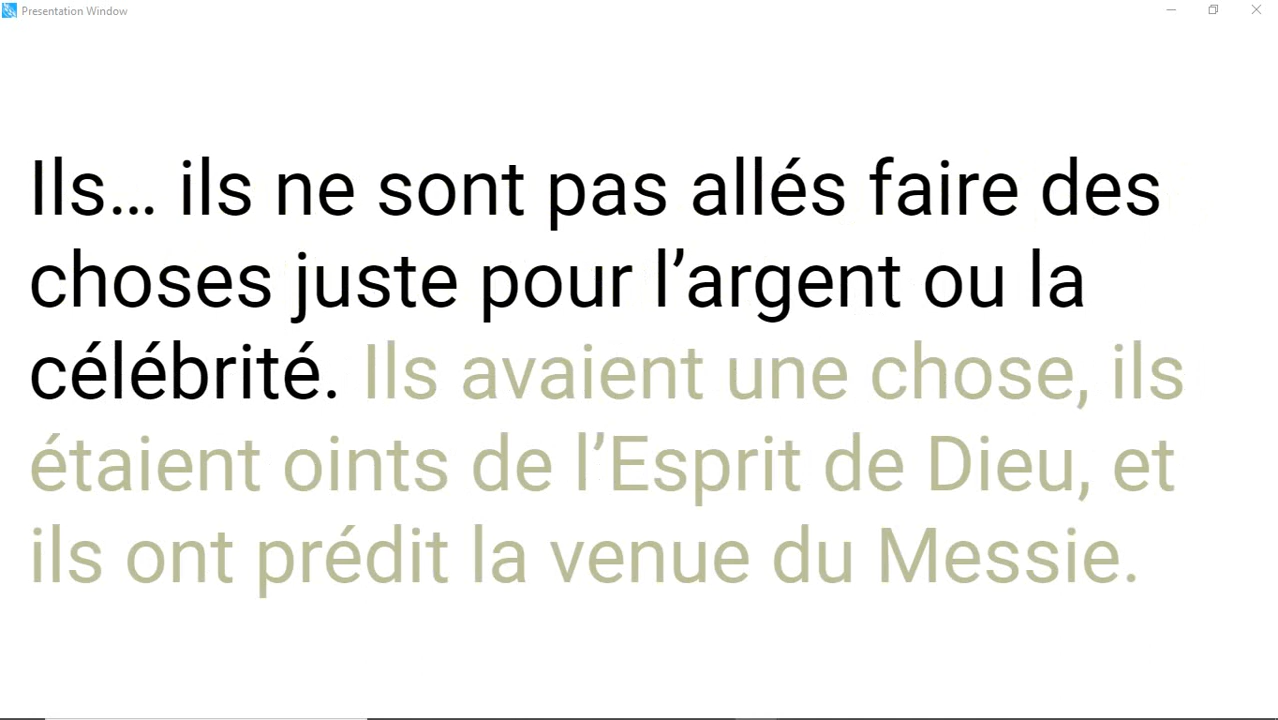 Presentation Window
Ils… ils ne sont pas allés faire des
choses juste pour l’argent ou la
célébrité. Ils avaient une chose, ils
étaient oints de l’Esprit de Dieu, et
ils ont prédit la venue du Messie.